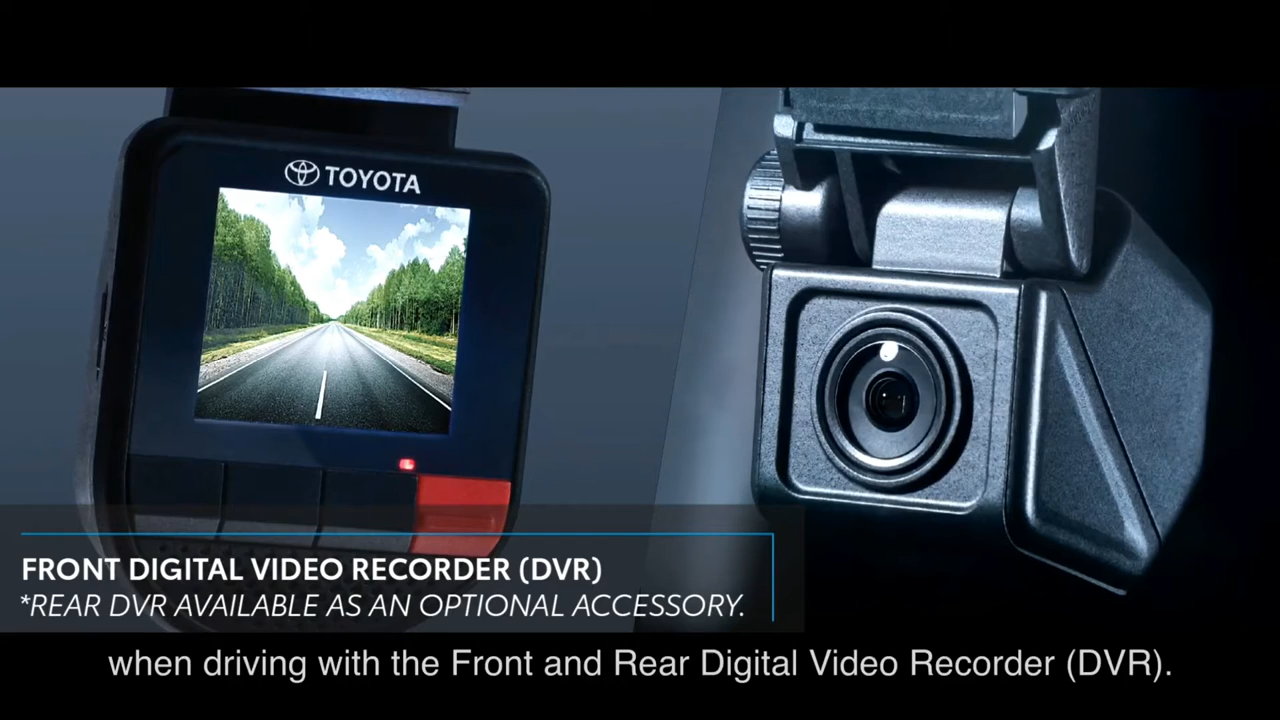 TOYOTA
FRONT DIGITAL VIDEO RECORDER (DVR)
*REAR DVR AVAILABLE AS AN OPTIONAL ACCESSORY.
when driving with the Front and Rear Digital Video Recorder (DVR).